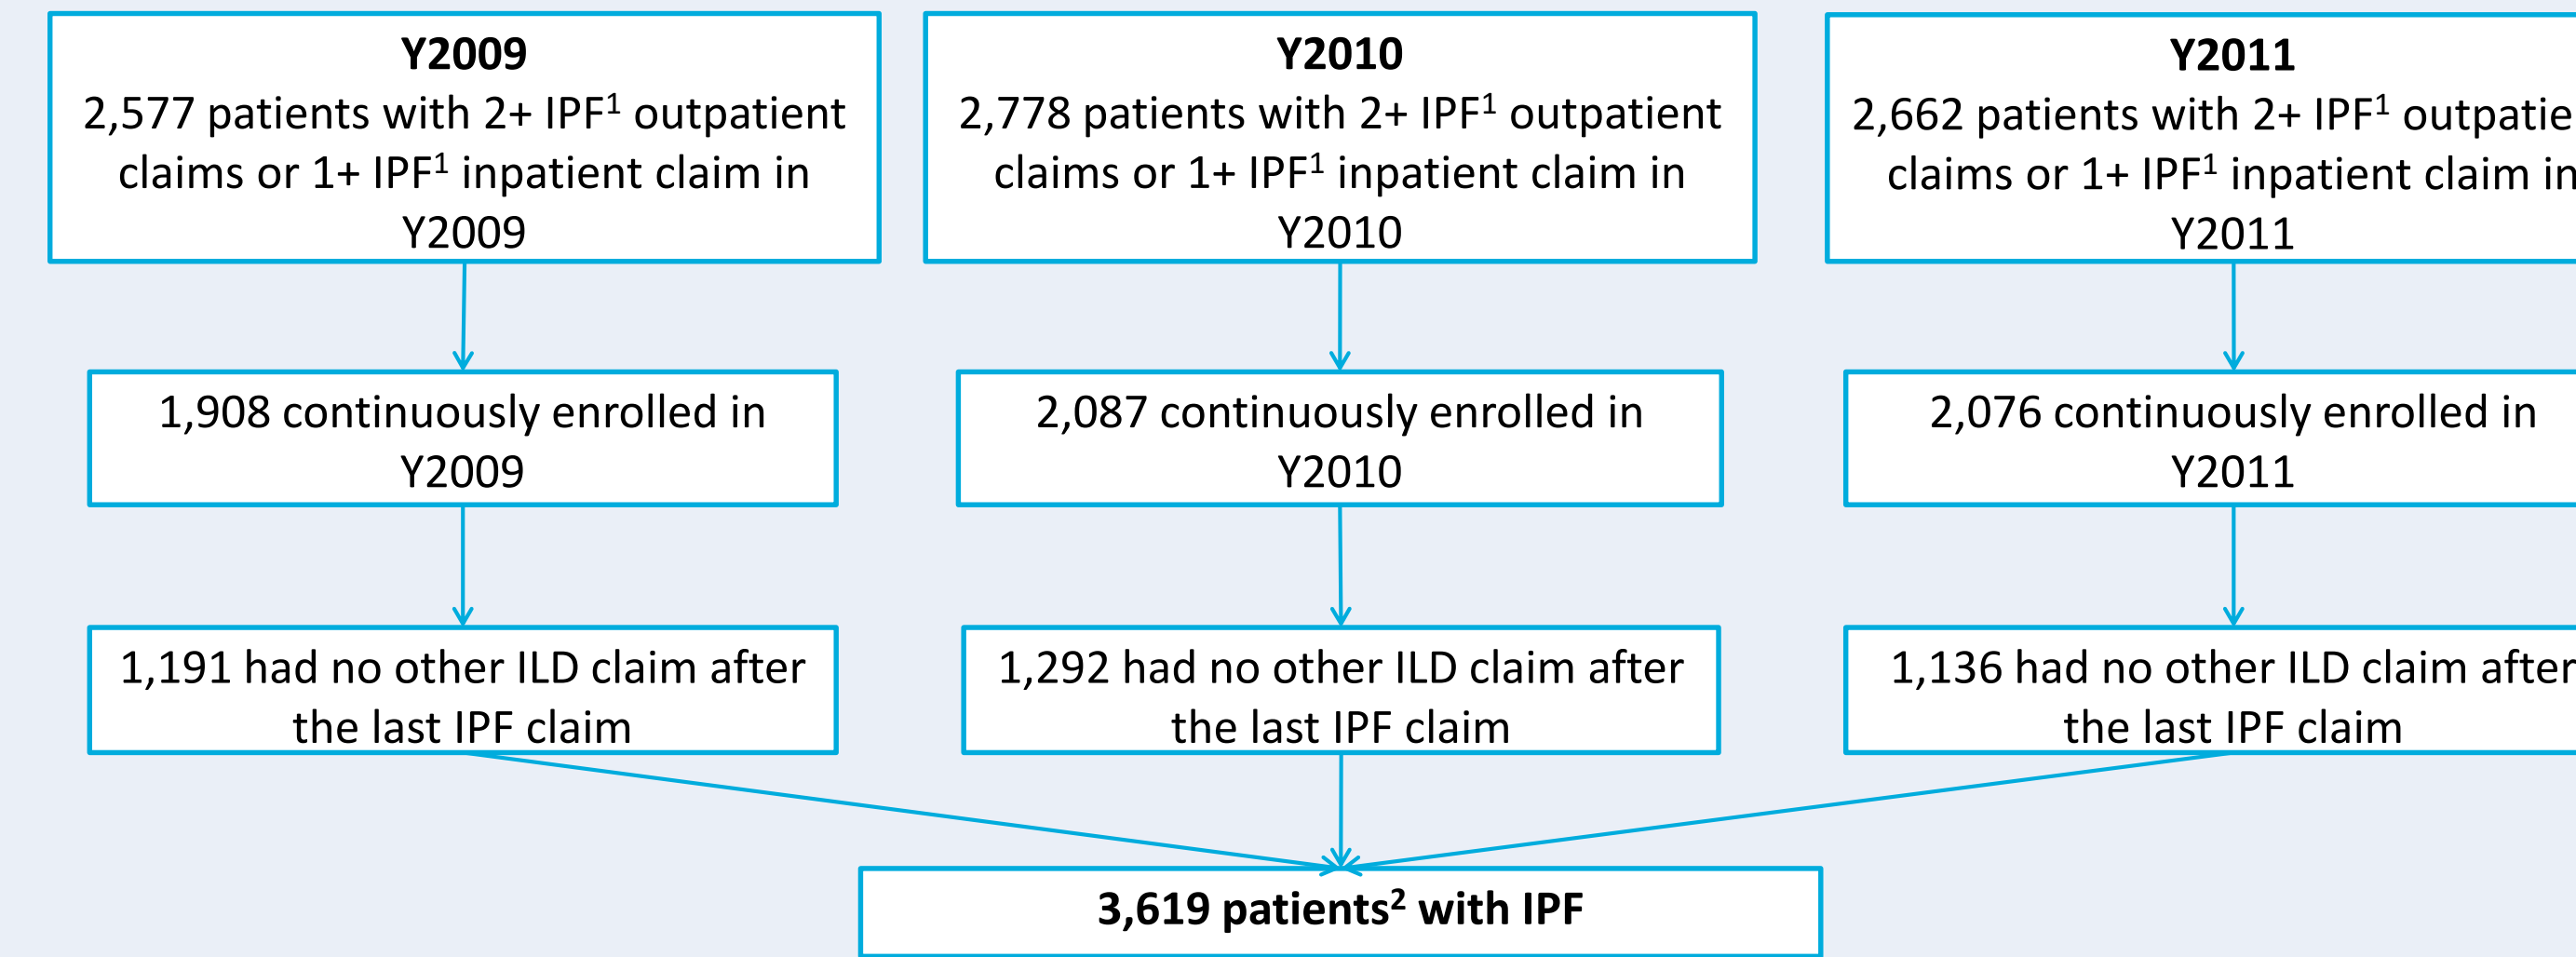 Y2009
2,577 patients with 2+ IPF¹ outpatient
claims or 1+ IPF¹ inpatient claim in
Y2009
Y2010
2,778 patients with 2+ IPF¹ outpatient
claims or 1+ IPF¹ inpatient claim in
Y2010
Y2011
2,662 patients with 2+ IPF¹ outpatie
claims or 1+ IPF¹ inpatient claim in
Y2011
1,908 continuously enrolled in
Y2009
2,087 continuously enrolled in
Y2010
2,076 continuously enrolled in
Y2011
1,191 had no other ILD claim after
the last IPF claim
1,292 had no other ILD claim after
the last IPF claim
1,136 had no other ILD claim after
the last IPF claim
3,619 patients² with IPF